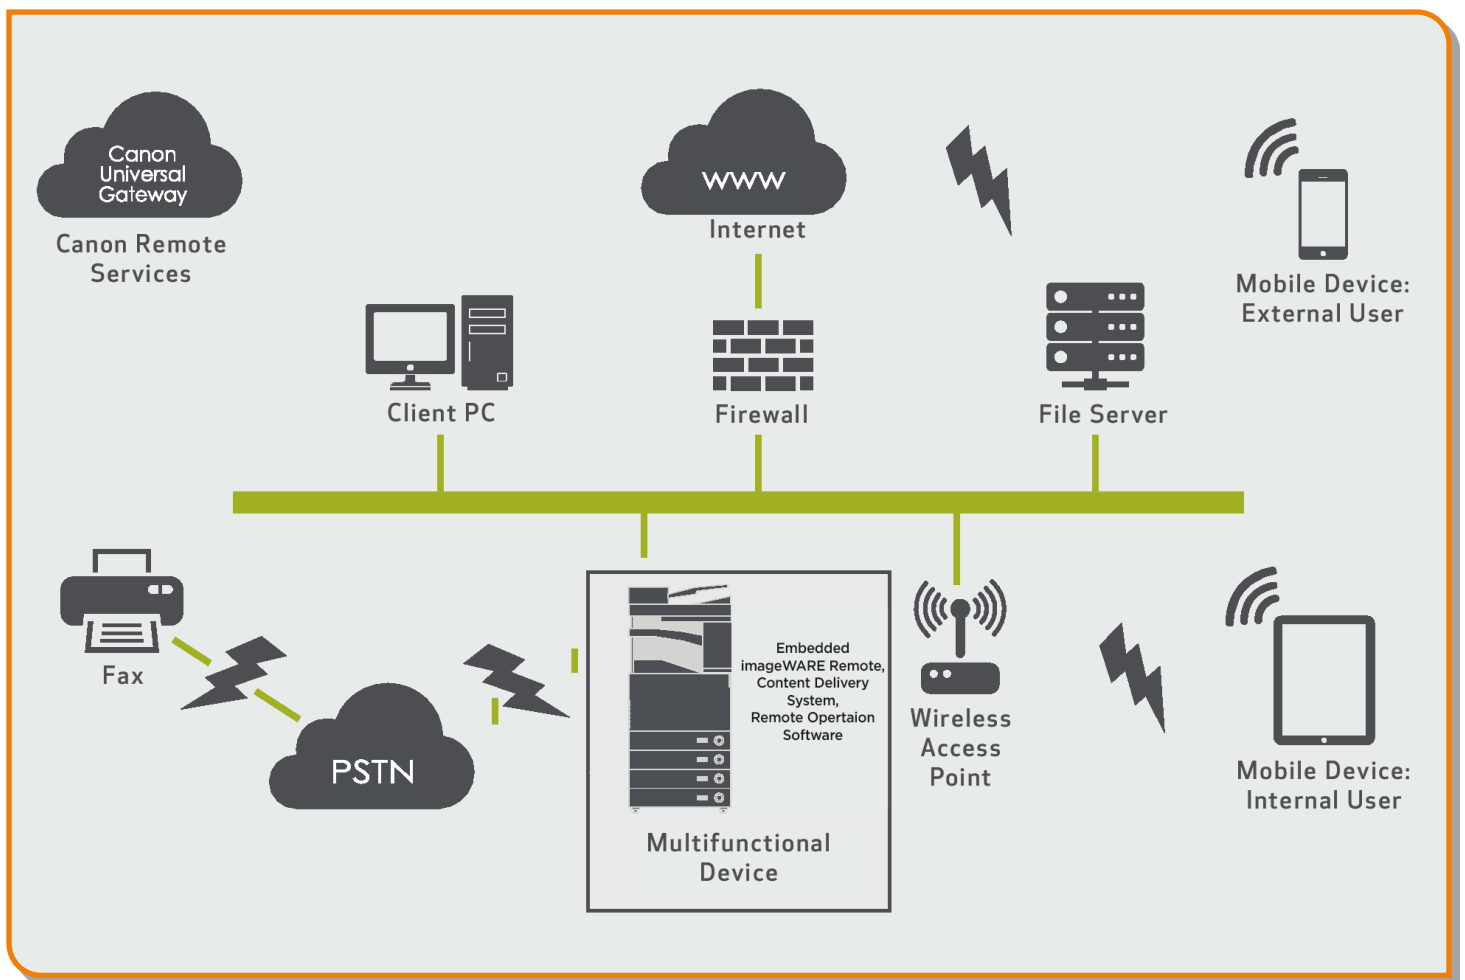 Canon
Universal
Gateway
Canon Remote
Services
WWW
Internet
Mobile Device:
External User
Client PC
Firewall
File Server
Fax
PSTN
Embedded
imageWARE Remote,
Content Delivery
System,
Remote Opertaion
Software
Multifunctional
Device
Wireless
Access
Point
Mobile Device:
Internal User